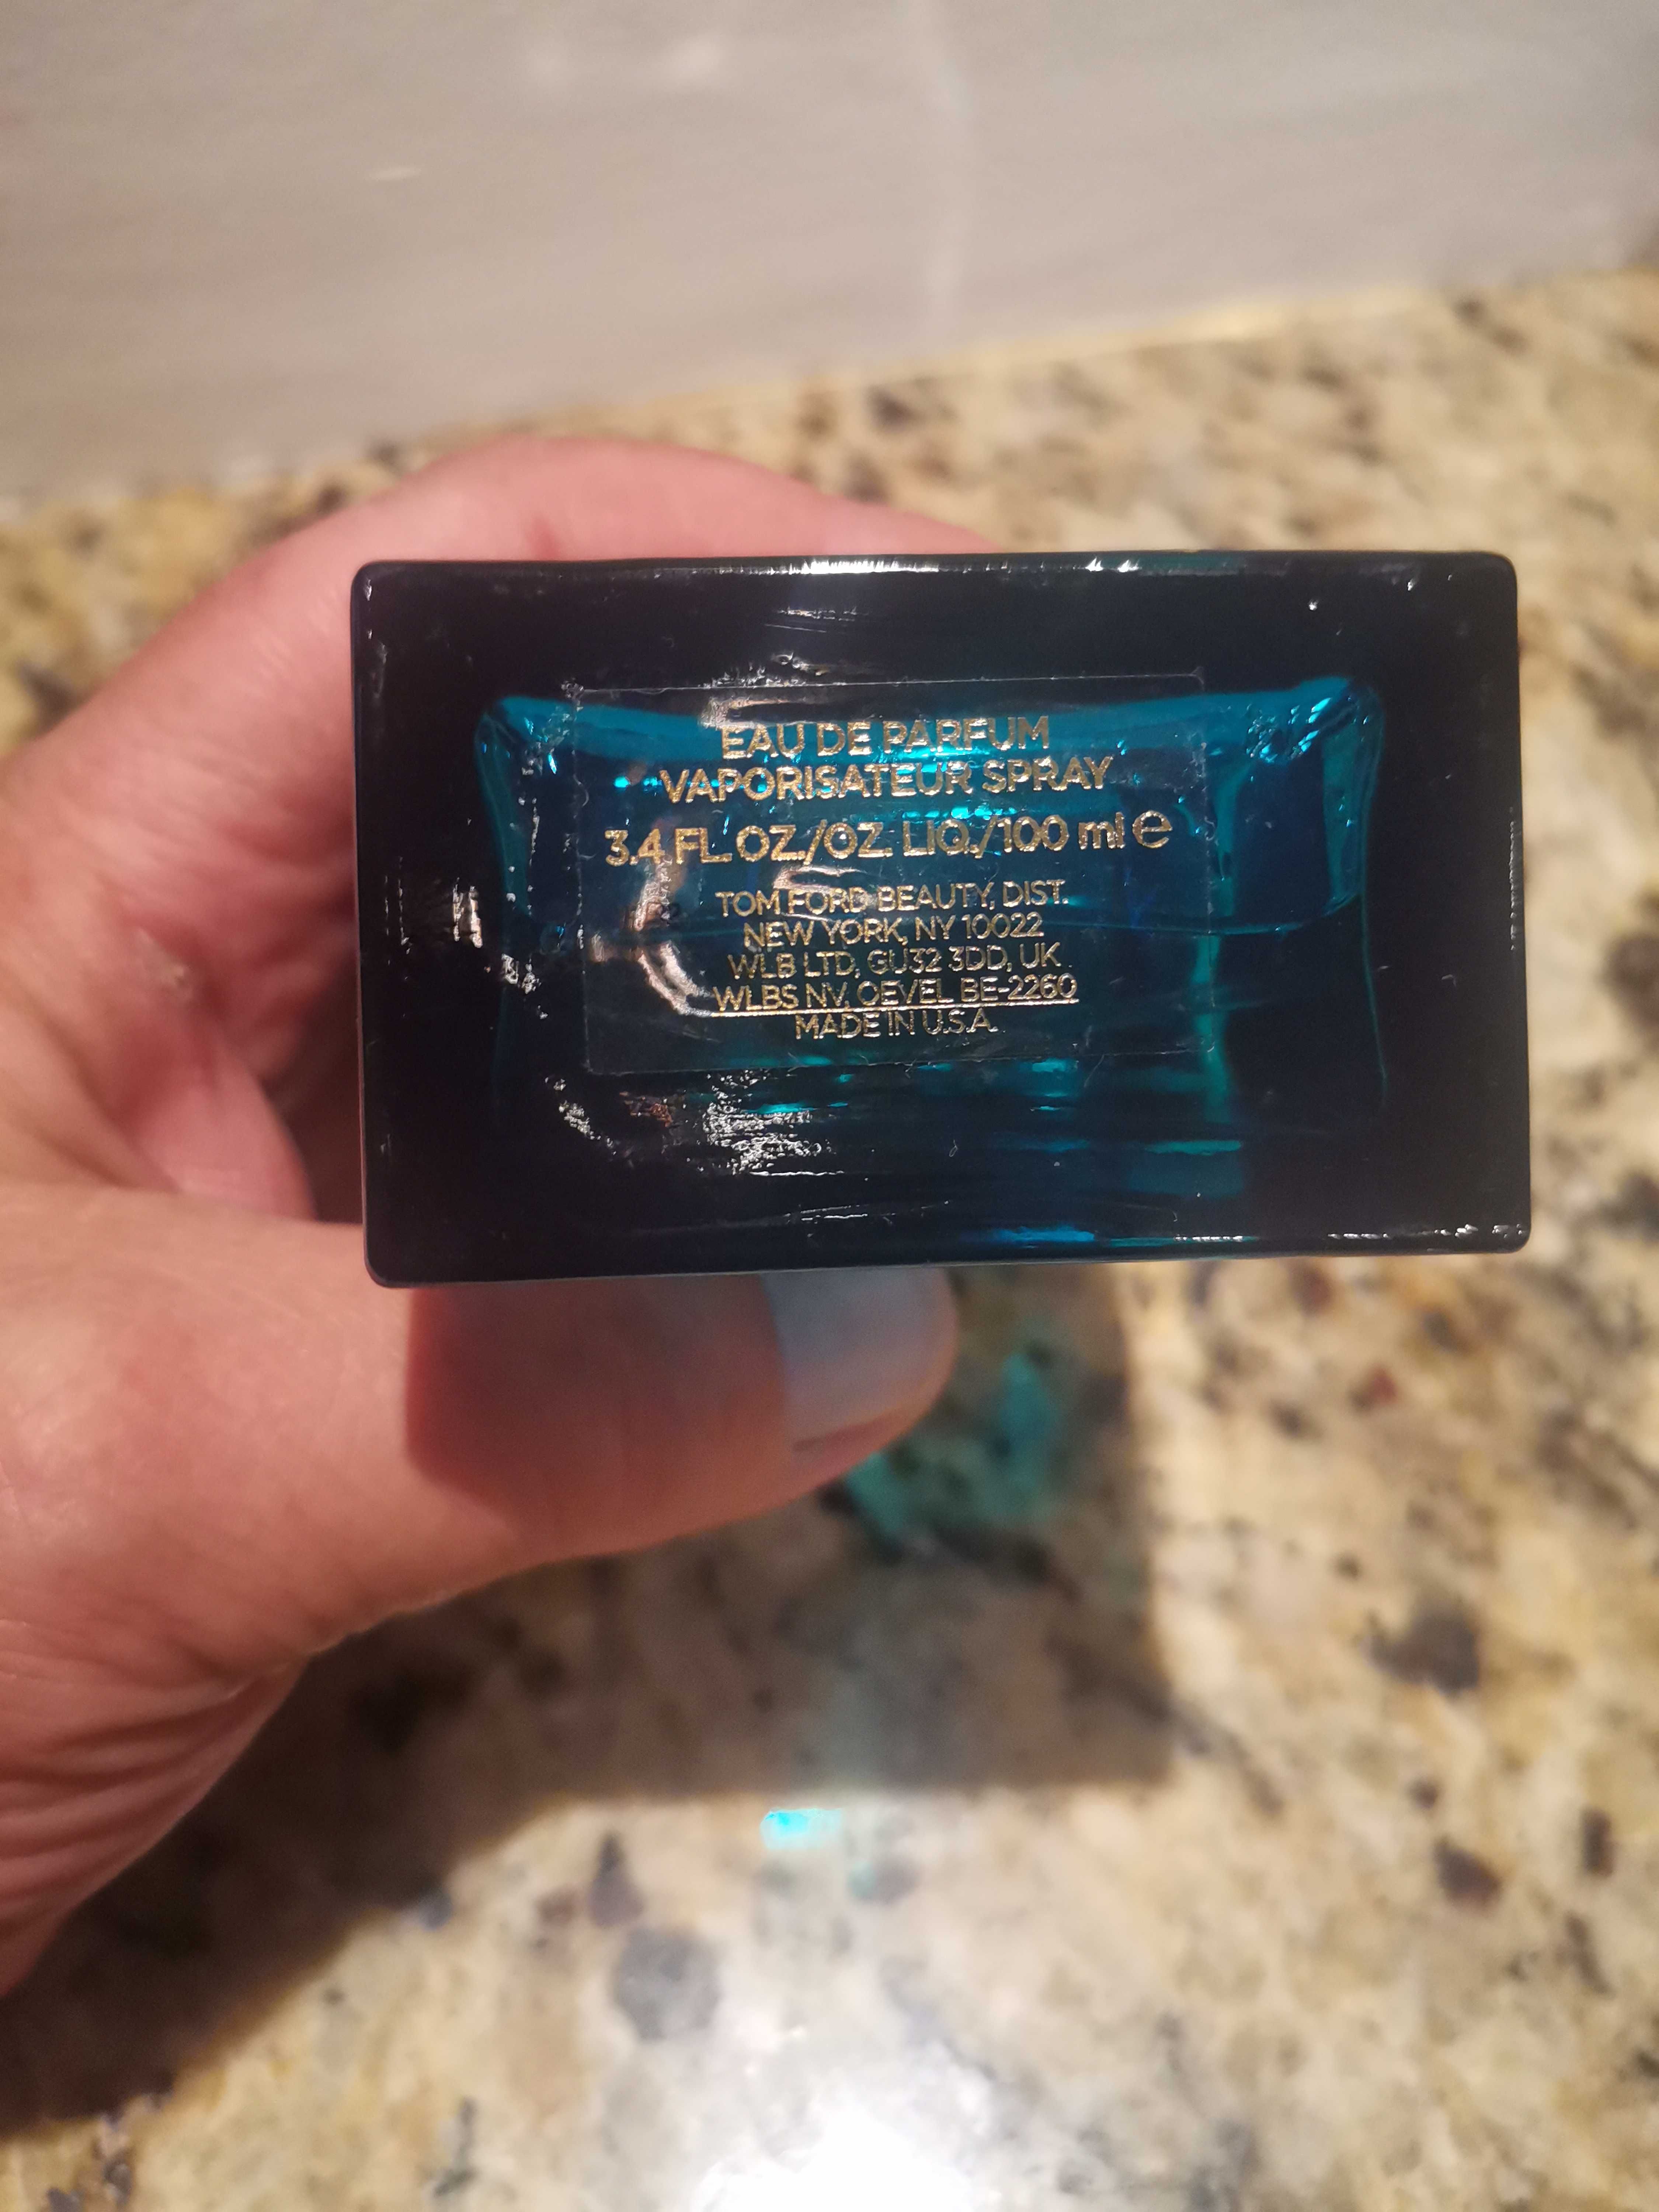 EAU DE PARFUM
VAPORISATEUR SPRAY
3.4 FL. OZ./OZ. LIQ./100 ml e
TOM FORD BEAUTY, DIST.
NEW YORK, NY 10022
WLB LTD, GU32 3DD, UK
WLBS NV, OEVEL BE-2260
MADE IN U.S.A.